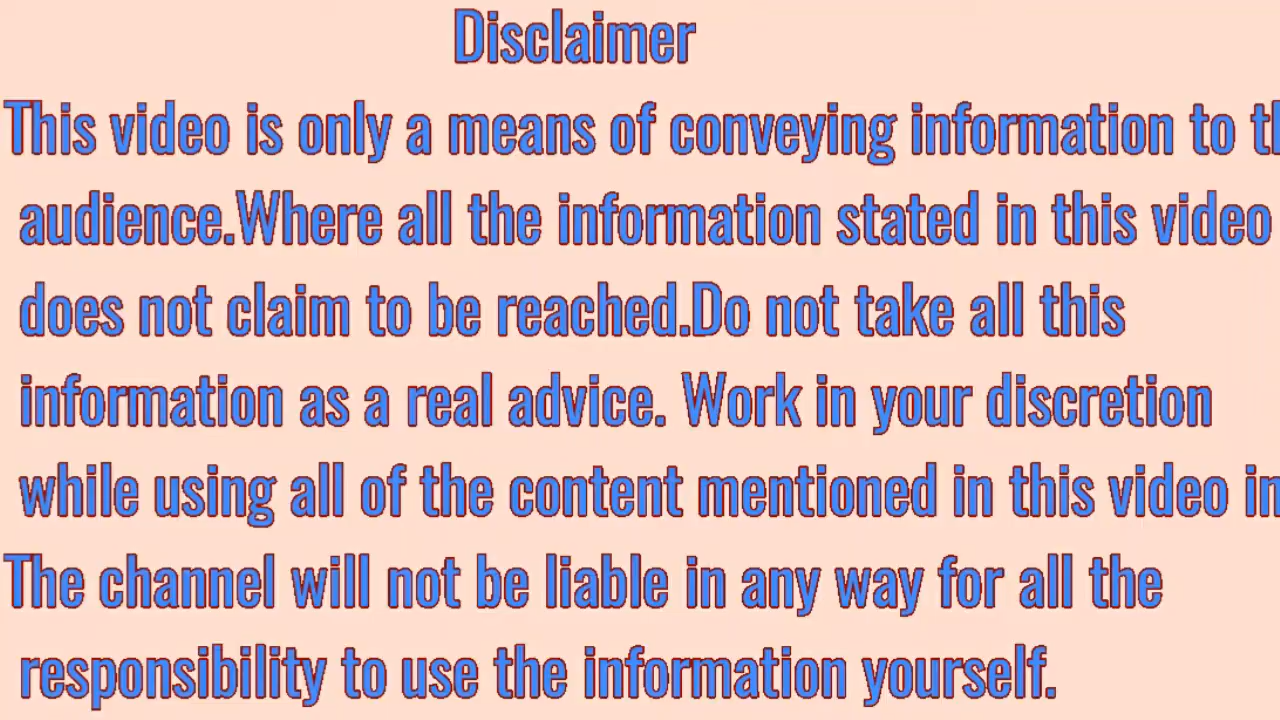 Disclaimer
This video is only a means of conveying information to
audience.Where all the information stated in this video
does not claim to be reached.Do not take all this
information as a real advice. Work in your discretion
while using all of the content mentioned in this video in
The channel will not be liable in any way for all the
responsibility to use the information yourself.